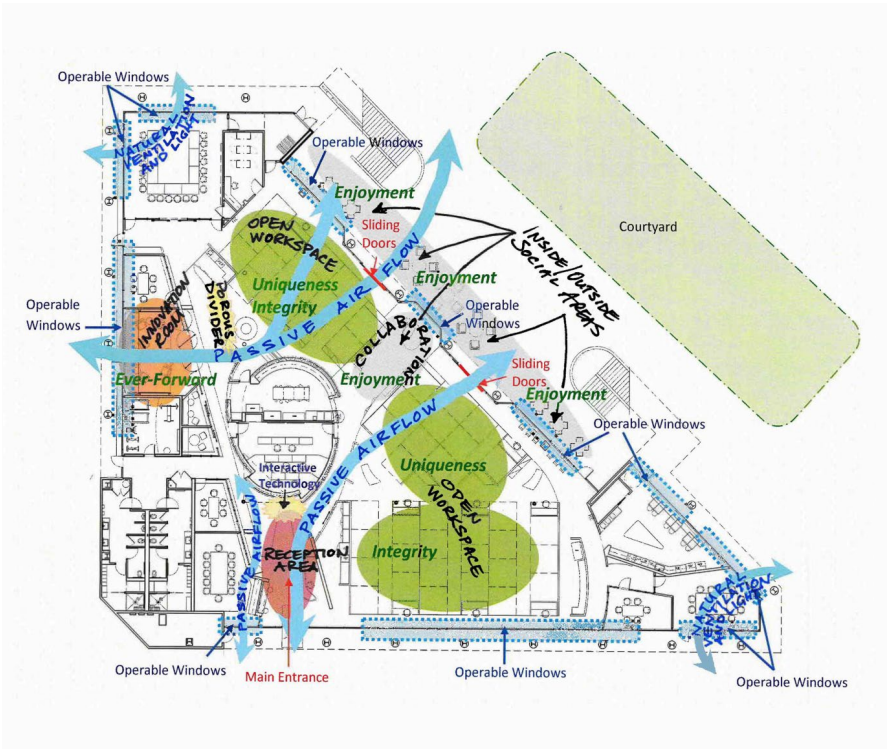 Operable Windows
NATURAL
VENTILATION
AND LIGHT
Operable Windows
Enjoyment
Sliding
Doors
OPEN
WORKSPACE
Uniqueness
Integrity
PASSIVE AIRFLOW
Courtyard
INSIDE/OUTSIDE
SOCIAL AREAS
Enjoyment
Operable
Windows
INNOVATION
ROOM
POROUS
DIVIDER
Operable
Windows
COLLABORATION
Ever-Forward
Enjoyment
Sliding
Doors
Enjoyment
PASSIVE AIRFLOW
Operable Windows
Uniqueness
OPEN
WORKSPACE
Interactive
Technology
PASSIVE AIRFLOW
RECEPTION
AREA
Integrity
NATURAL
VENTILATION
AND LIGHT
Operable Windows
Main Entrance
Operable Windows
Operable Windows